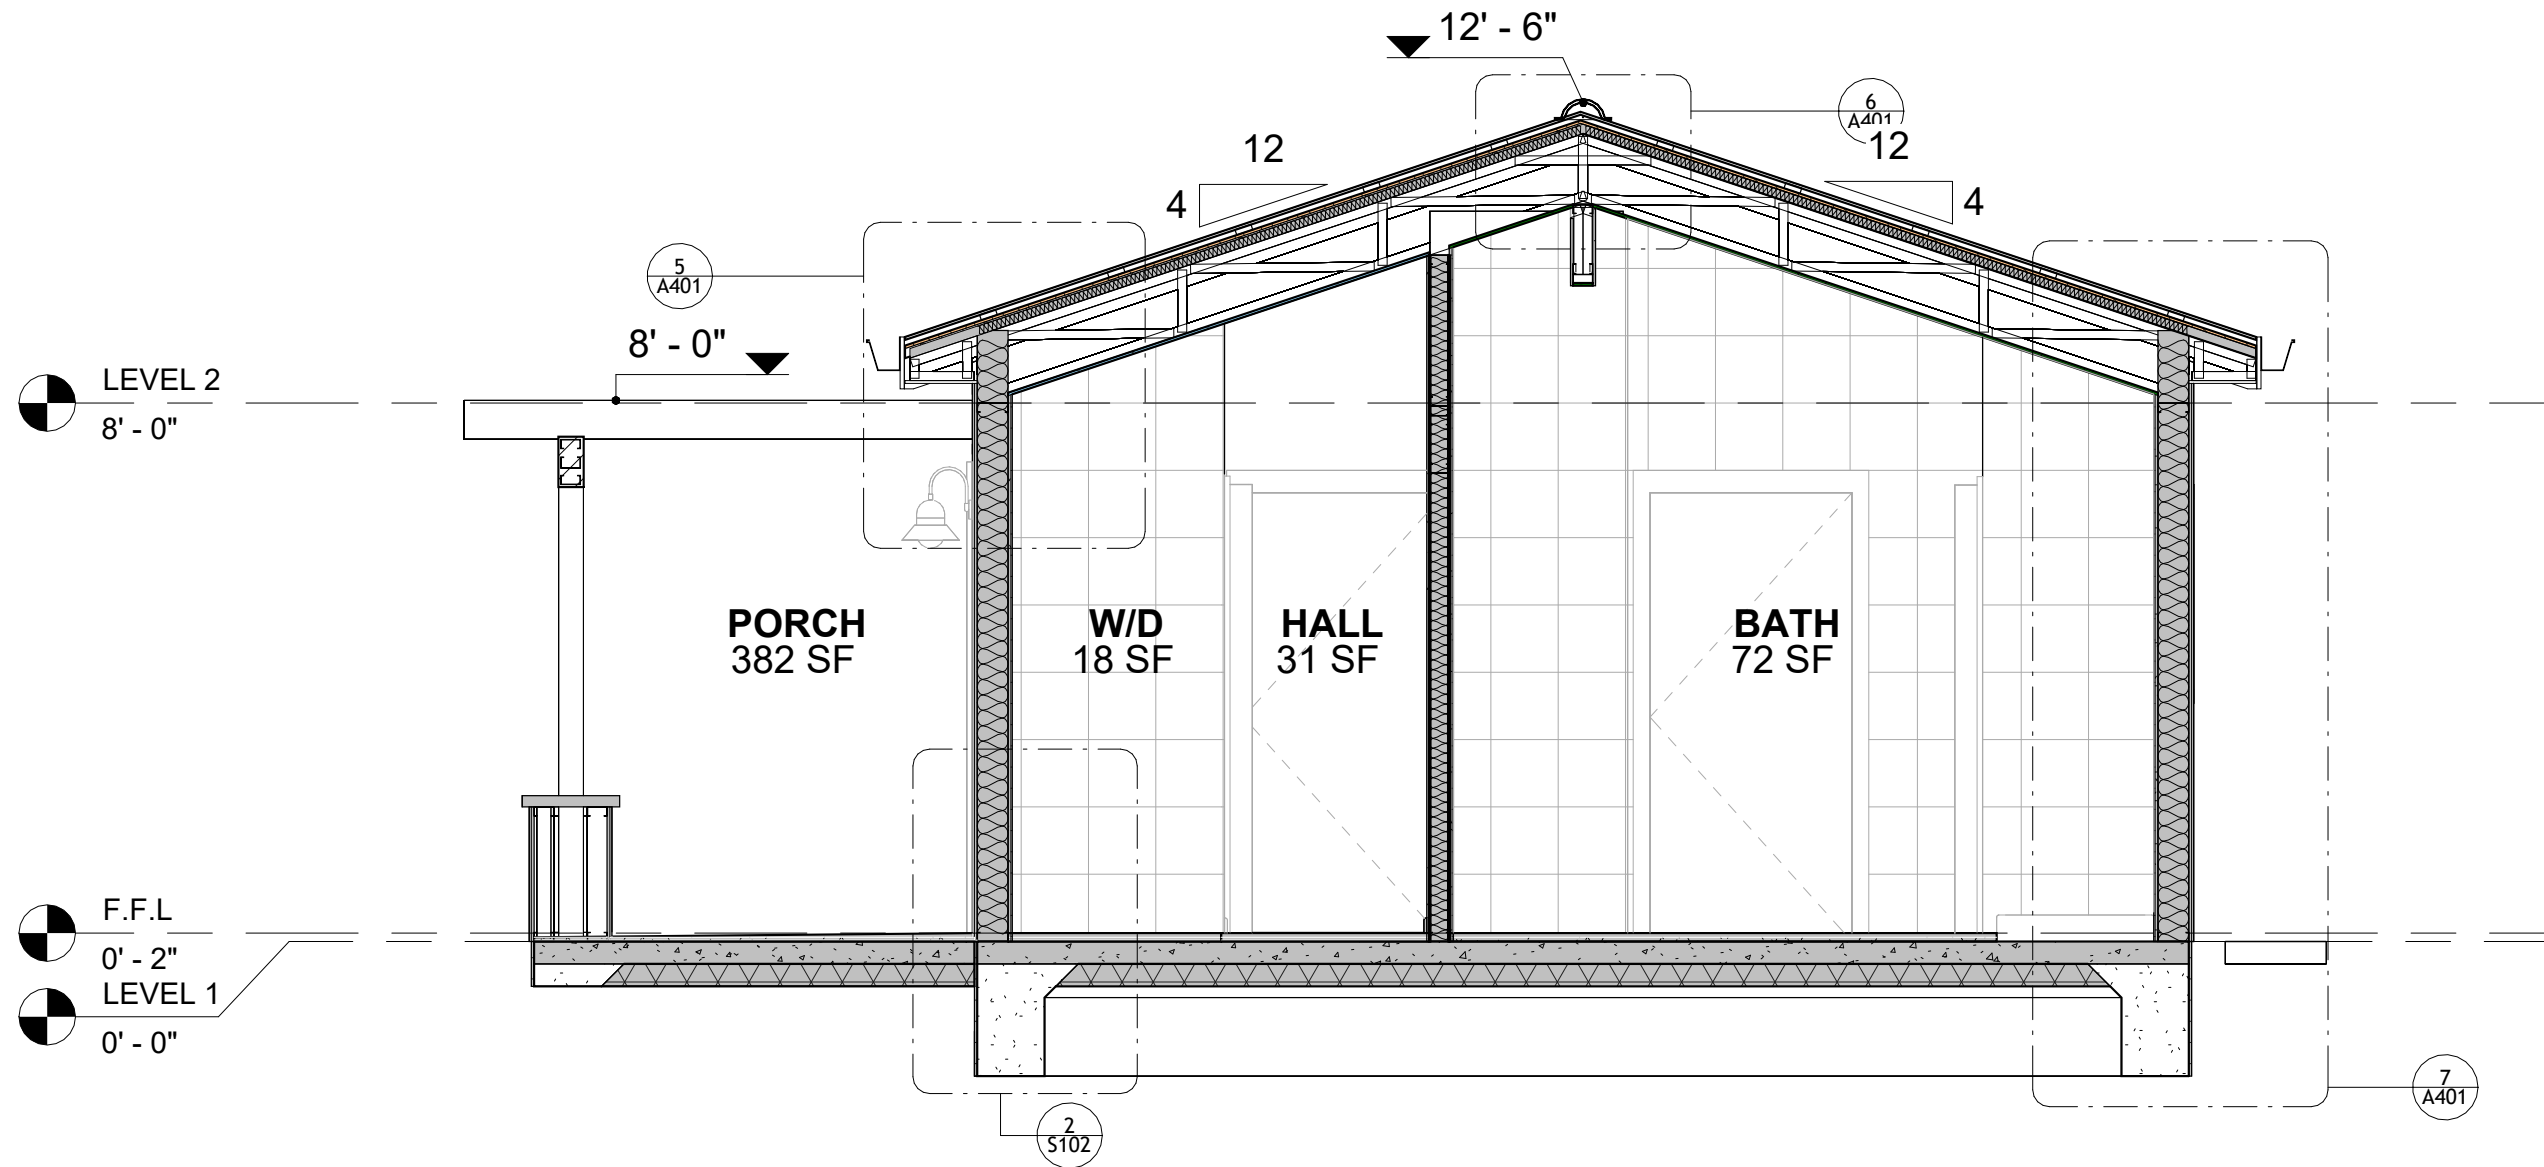 12' - 6"
6
A401
12
12
4
4
5
A401
8' - 0"
LEVEL 2
8' - 0"
PORCH
382 SF
W/D
18 SF
HALL
31 SF
BATH
72 SF
F.F.L
0' - 2"
LEVEL 1
0' - 0"
7
A401
2
S102